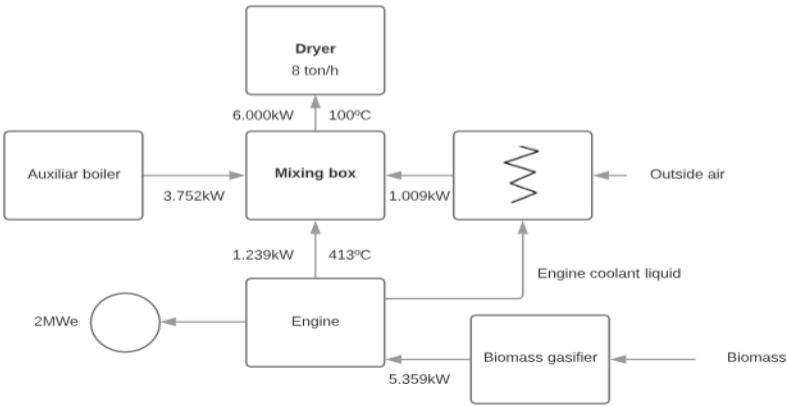 Dryer
8 ton/h
6.000kW
100ºC
Auxiliar boiler
Mixing box
Outside air
3.752kW
1.009kW
1.239kW
413ºC
Engine coolant liquid
2MWe
Engine
Biomass gasifier
Biomass
5.359kW